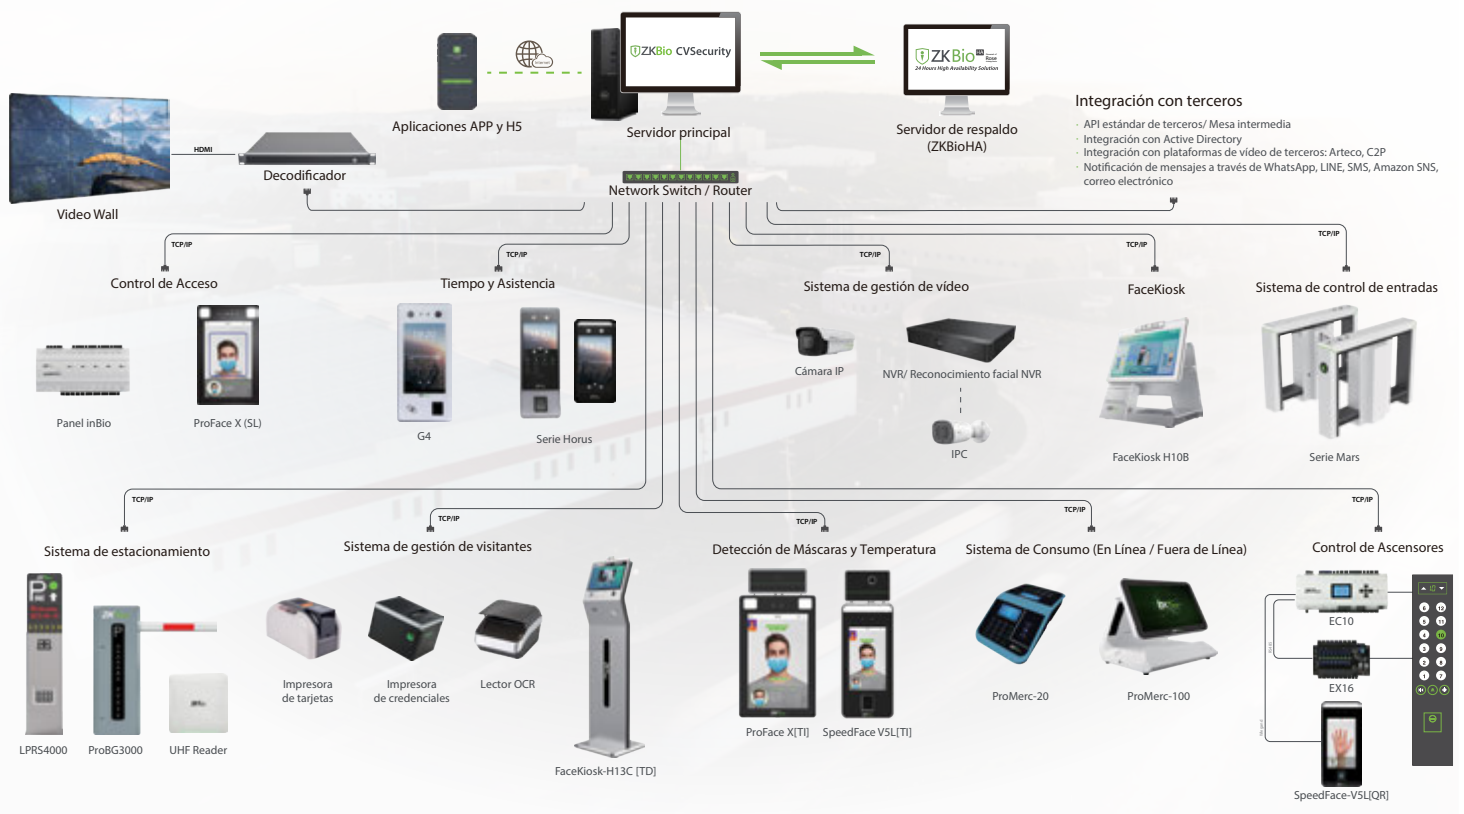 ZKBio CVSecurity
ZKBio HA
Rose
24 Hours High Availability Solution
Internet
Aplicaciones APP y H5
Servidor principal
Servidor de respaldo
(ZKBioHA)
Integración con terceros
· API estándar de terceros/ Mesa intermedia
· Integración con Active Directory
· Integración con plataformas de vídeo de terceros: Arteco, C2P
· Notificación de mensajes a través de WhatsApp, LINE, SMS, Amazon SNS,
correo electrónico
HDMI
Decodificador
Video Wall
Network Switch / Router
TCP/IP
TCP/IP
TCP/IP
TCP/IP
TCP/IP
Control de Acceso
Tiempo y Asistencia
Sistema de gestión de vídeo
FaceKiosk
Sistema de control de entradas
Panel inBio
ProFace X (SL)
G4
Serie Horus
Cámara IP
NVR/ Reconocimiento facial NVR
IPC
FaceKiosk H10B
Serie Mars
TCP/IP
TCP/IP
TCP/IP
TCP/IP
TCP/IP
Sistema de estacionamiento
Sistema de gestión de visitantes
Detección de Máscaras y Temperatura
Sistema de Consumo (En Línea / Fuera de Línea)
Control de Ascensores
LPRS4000
ProBG3000
UHF Reader
Impresora
de tarjetas
Impresora
de credenciales
Lector OCR
FaceKiosk-H13C [TD]
ProFace X[TI]
SpeedFace V5L[TI]
ProMerc-20
ProMerc-100
EC10
EX16
SpeedFace-V5L[QR]